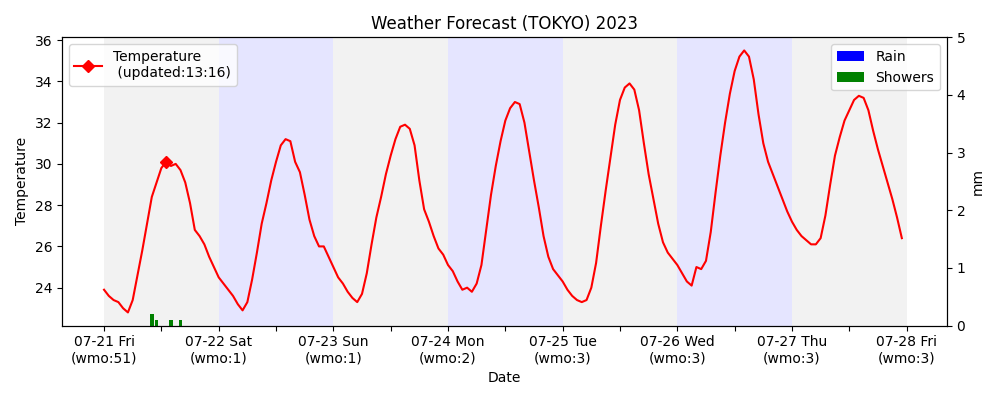 Weather Forecast (TOKYO) 2023
Temperature
(updated:13:16)
Rain
Showers
Temperature
36
34
32
30
28
26
24
5
4
3
2
1
0
mm
07-21 Fri
(wmo:51)
07-22 Sat
(wmo:1)
07-23 Sun
(wmo:1)
07-24 Mon
(wmo:2)
07-25 Tue
(wmo:3)
07-26 Wed
(wmo:3)
07-27 Thu
(wmo:3)
07-28 Fri
(wmo:3)
Date